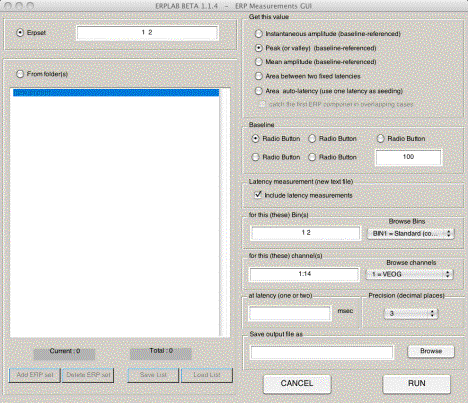 ERPLAB BETA 1.1.4 - ERP Measurements GUI
Erpset
1 2
From folder(s)
Current : 0
Total : 0
Add ERP set
Delete ERP set
Save List
Load List
Get this value
Instantaneous amplitude (baseline-referenced)
Peak (or valley) (baseline-referenced)
Mean amplitude (baseline-referenced)
Area between two fixed latencies
Area auto-latency (use one latency as seeding)
catch the first ERP componet in overlapping cases
Baseline
Radio Button
Radio Button
Radio Button
Radio Button
Radio Button
100
Latency measurement (new text file)
Include latency measurements
for this (these) Bin(s)
Browse Bins
1 2
BIN1 = Standard (co...
for this (these) channel(s)
Browse channels
1:14
1 = VEOG
at latency (one or two)
msec
Precision (decimal places)
3
Save output file as
Browse
CANCEL
RUN